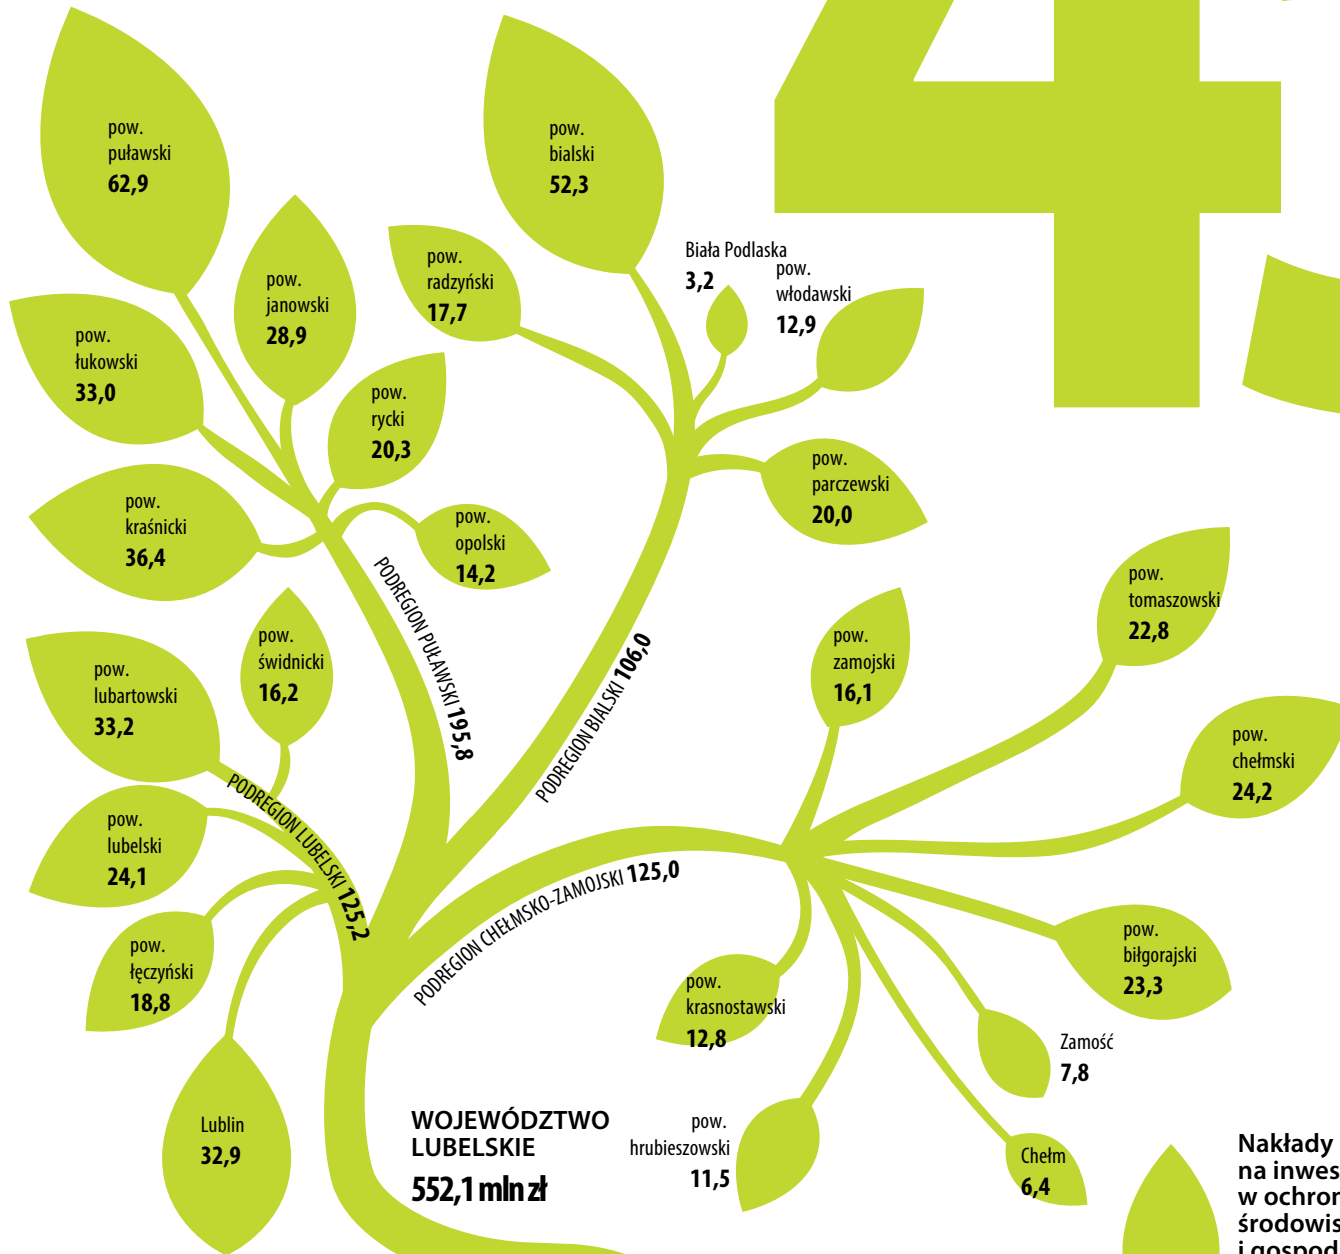 4
pow.
puławski
62,9
pow.
bialski
52,3
pow.
janowski
28,9
pow.
radzyński
17,7
Biała Podlaska
3,2
pow.
włodawski
12,9
pow.
łukowski
33,0
pow.
rycki
20,3
pow.
kraśnicki
36,4
pow.
opolski
14,2
pow.
parczewski
20,0
PODREGION PUŁAWSKI 195,8
PODREGION BIALSKI 106,0
pow.
świdnicki
16,2
pow.
lubartowski
33,2
PODREGION LUBELSKI 125,2
pow.
lubelski
24,1
pow.
łęczyński
18,8
Lublin
32,9
pow.
tomaszowski
22,8
pow.
zamojski
16,1
pow.
chełmski
24,2
PODREGION CHEŁMSKO-ZAMOJSKI 125,0
pow.
biłgorajski
23,3
pow.
krasnostawski
12,8
Zamość
7,8
pow.
hrubieszowski
11,5
Chełm
6,4
WOJEWÓDZTWO
LUBELSKIE
552,1 mln zł
Nakłady
na inwes
w ochron
środowis
i gospod